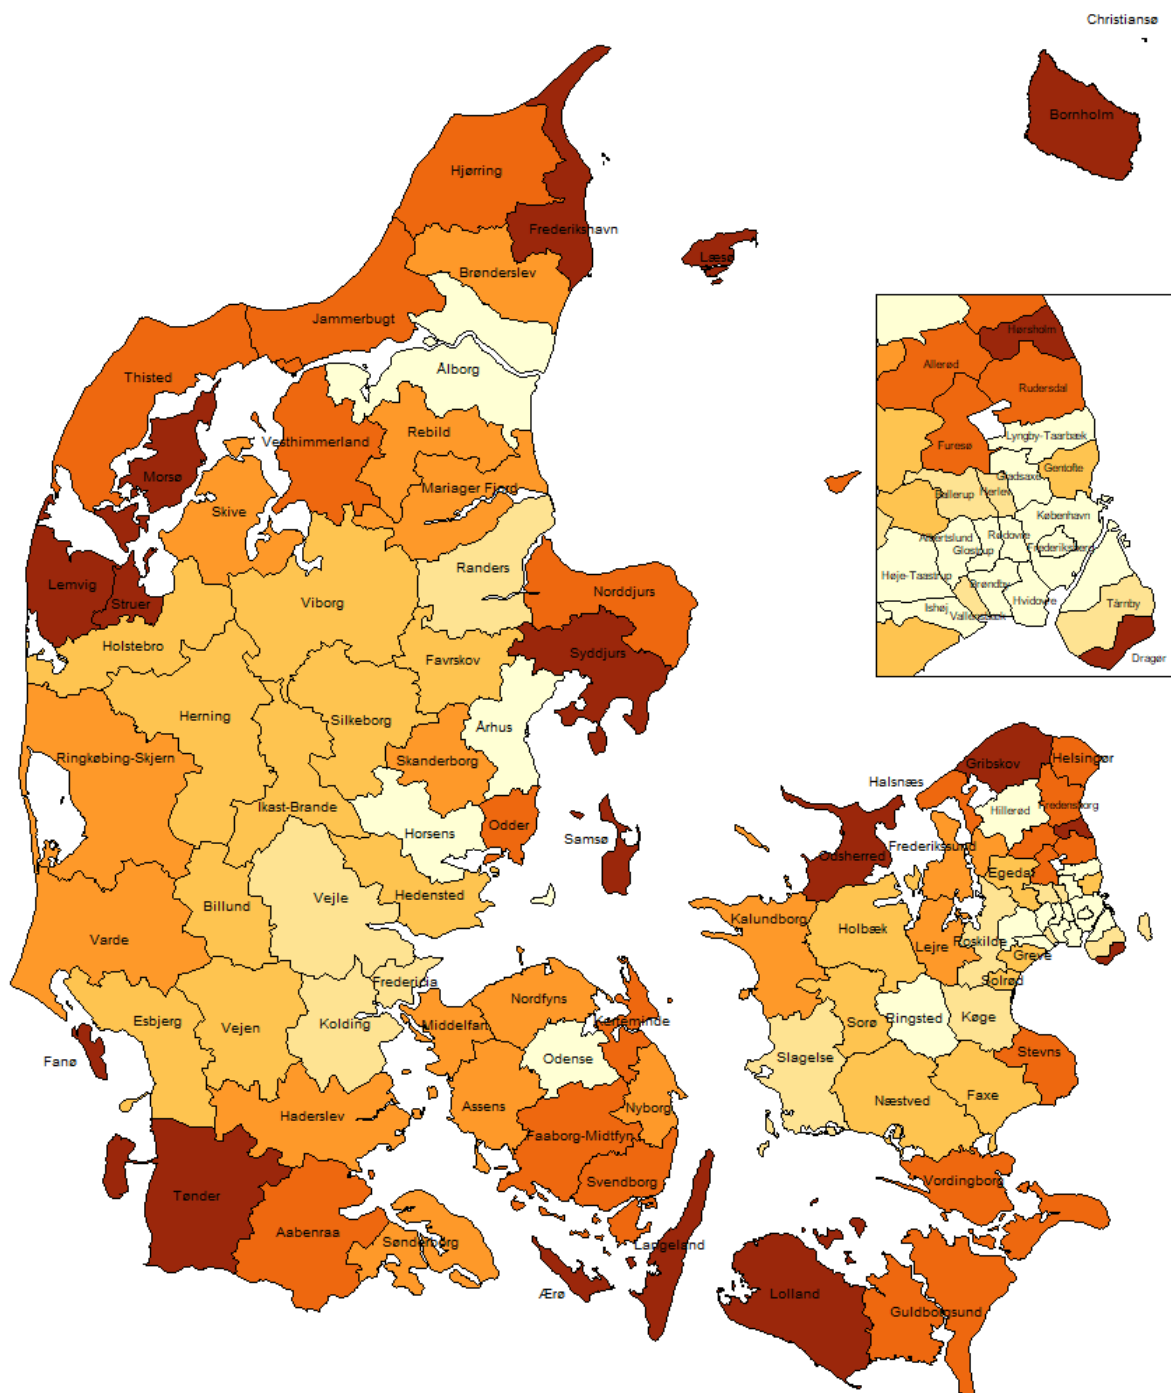 Christiansø
Bornholm
Hjørring
Frederikshavn
Læsø
Brønderslev
Jammerbugt
Ålborg
Thisted
Vesthimmerland
Rebild
Morsø
Mariager Fjord
Skive
Randers
Norddjurs
Lemvig
Struer
Viborg
Holstebro
Favrskov
Syddjurs
Herning
Silkeborg
Århus
Ringkøbing-Skjern
Skanderborg
Ikast-Brande
Horsens
Odder
Samsø
Billund
Vejle
Hedensted
Varde
Fredericia
Esbjerg
Vejen
Kolding
Fanø
Haderslev
Tønder
Aabenraa
Sønderborg
Nordfyns
Middelfart
Kerteminde
Odense
Assens
Nyborg
Faaborg-Midtfyn
Svendborg
Langeland
Ærø
Hørsholm
Allerød
Rudersdal
Furesø
Lyngby-Taarbæk
Gentofte
Gladsaxe
Ballerup
Herlev
København
Albertslund
Rødovre
Glostrup
Frederiksberg
Høje-Taastrup
Brøndby
Ishøj
Hvidovre
Vallensbæk
Tårnby
Dragør
Gribskov
Helsingør
Halsnæs
Hillerød
Fredensborg
Frederikssund
Odsherred
Egedal
Kalundborg
Holbæk
Lejre
Roskilde
Greve
Solrød
Sorø
Ringsted
Køge
Slagelse
Stevns
Næstved
Faxe
Vordingborg
Lolland
Guldborgsund